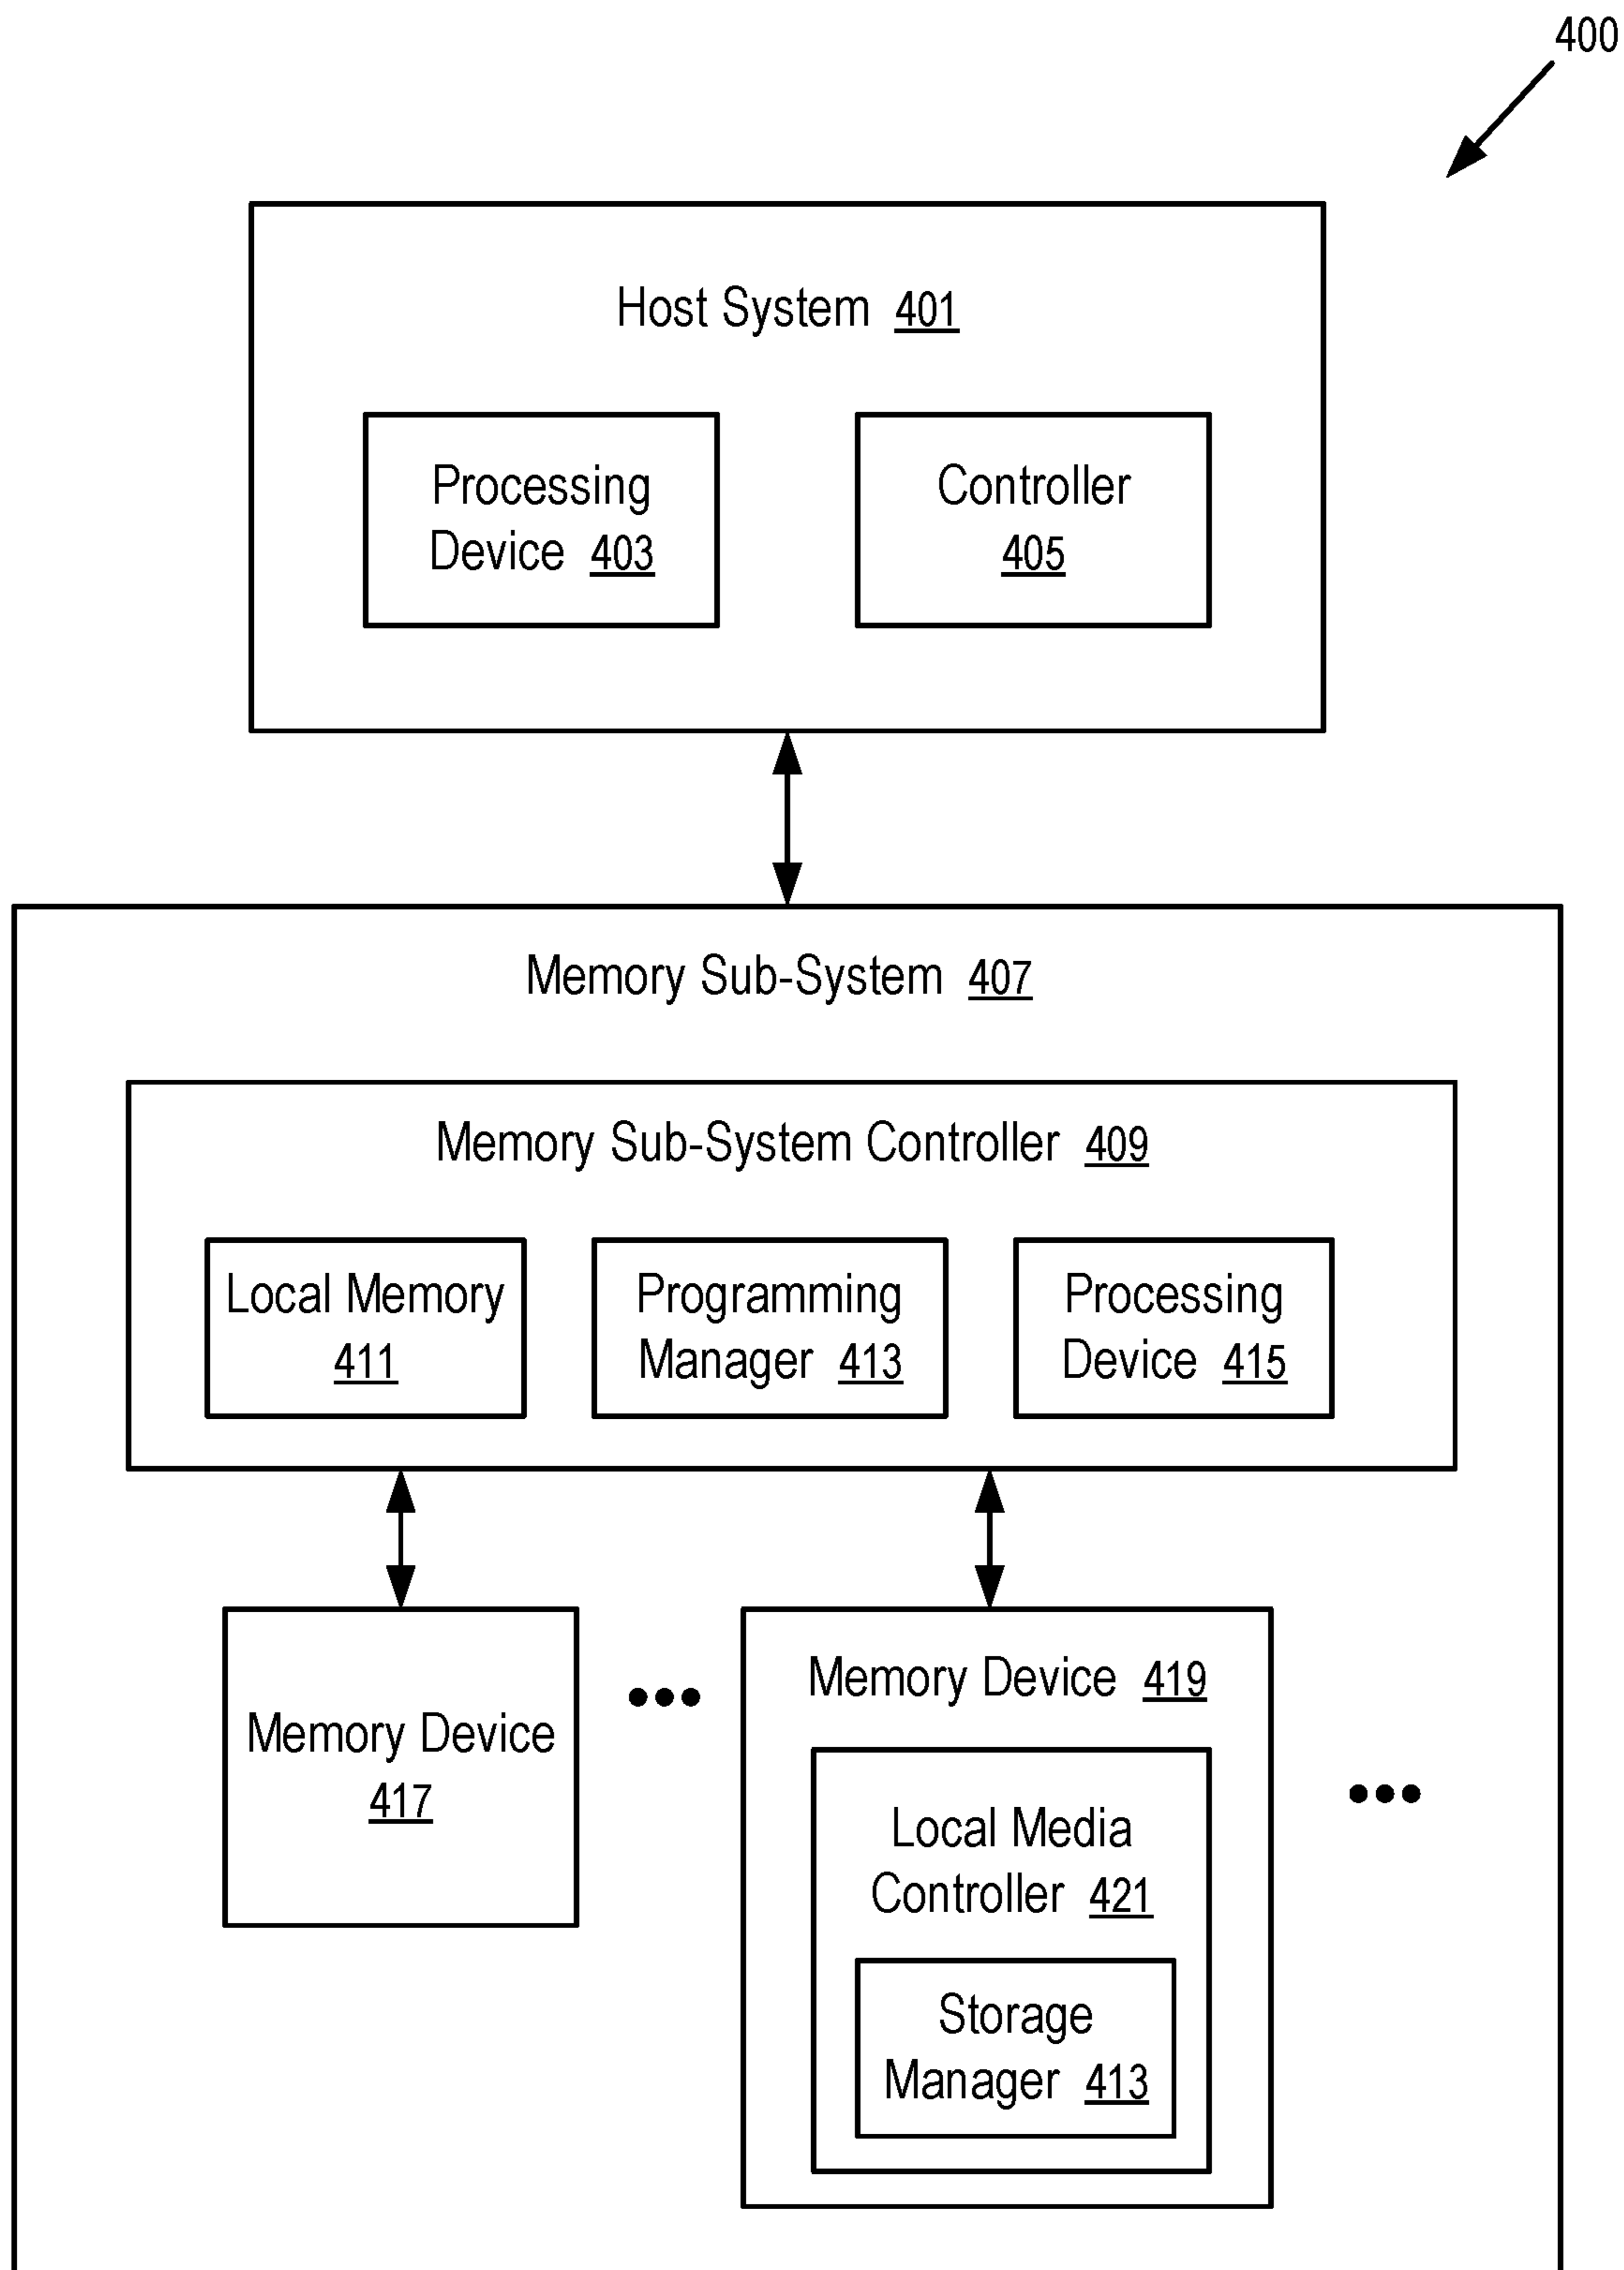 400
Host System 401
Processing
Device 403
Controller
405
Memory Sub-System 407
Memory Sub-System Controller 409
Local Memory
411
Programming
Manager 413
Processing
Device 415
Memory Device
417
Memory Device 419
Local Media
Controller 421
Storage
Manager 413